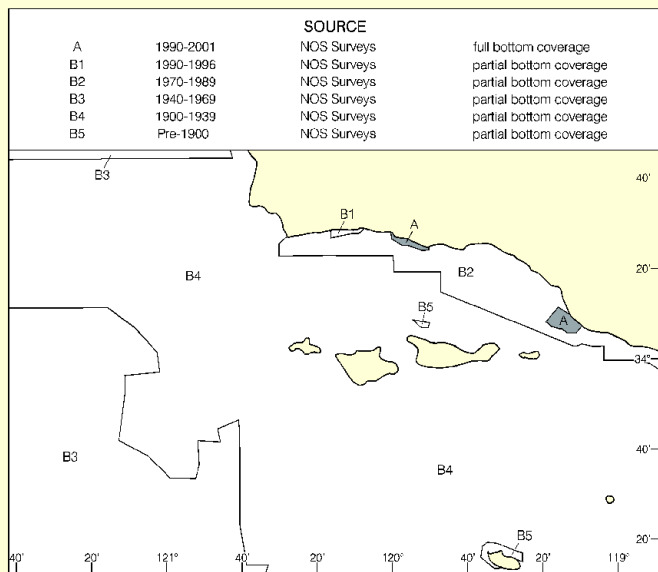 SOURCE
A 1990-2001 NOS Surveys full bottom coverage
B1 1990-1996 NOS Surveys partial bottom coverage
B2 1970-1989 NOS Surveys partial bottom coverage
B3 1940-1969 NOS Surveys partial bottom coverage
B4 1900-1939 NOS Surveys partial bottom coverage
B5 Pre-1900 NOS Surveys partial bottom coverage
B3
40'
B1
A
B4
B2
20'
B5
A
34°
B3
B4
40'
B5
20'
40' 20' 121° 40' 20' 120° 40' 20' 119°